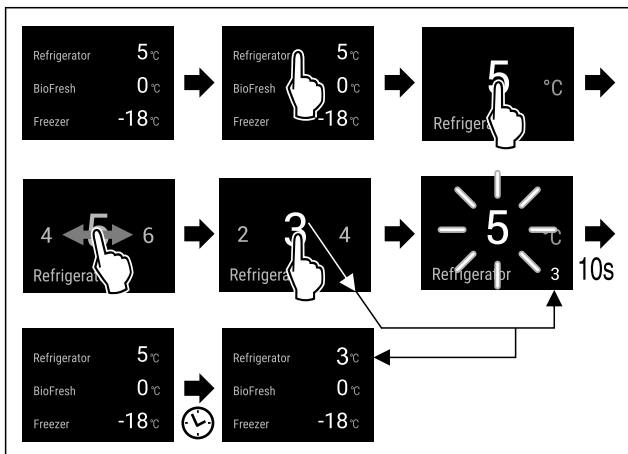 Refrigerator 5 °C
BioFresh 0 °C
Freezer -18 °C
Refrigerator 5 °C
BioFresh 0 °C
Freezer -18 °C
5 °C
4 5 6
2 3 4
5 °C
Refrigerator 3
10s
Refrigerator 5 °C
BioFresh 0 °C
Freezer -18 °C
Refrigerator 3 °C
BioFresh 0 °C
Freezer -18 °C